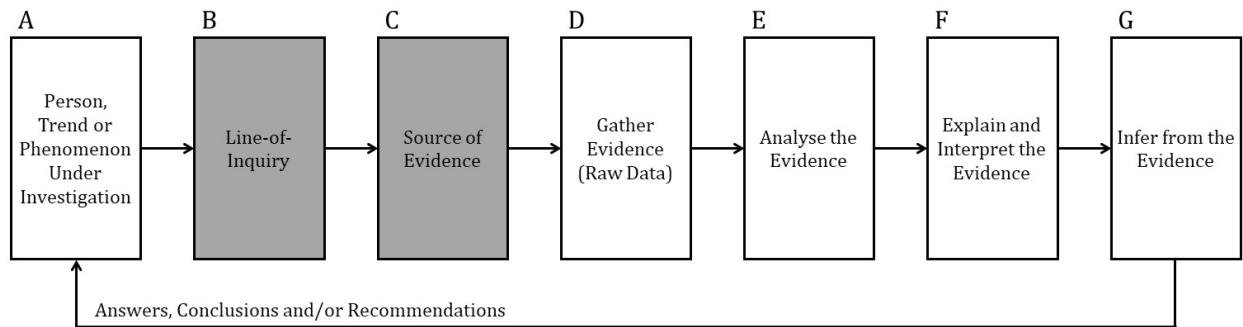 A
B
C
D
E
F
G
Person,
Trend or
Phenomenon
Under
Investigation
Line-of-
Inquiry
Source of
Evidence
Gather
Evidence
(Raw Data)
Analyse the
Evidence
Explain and
Interpret the
Evidence
Infer from the
Evidence
Answers, Conclusions and/or Recommendations